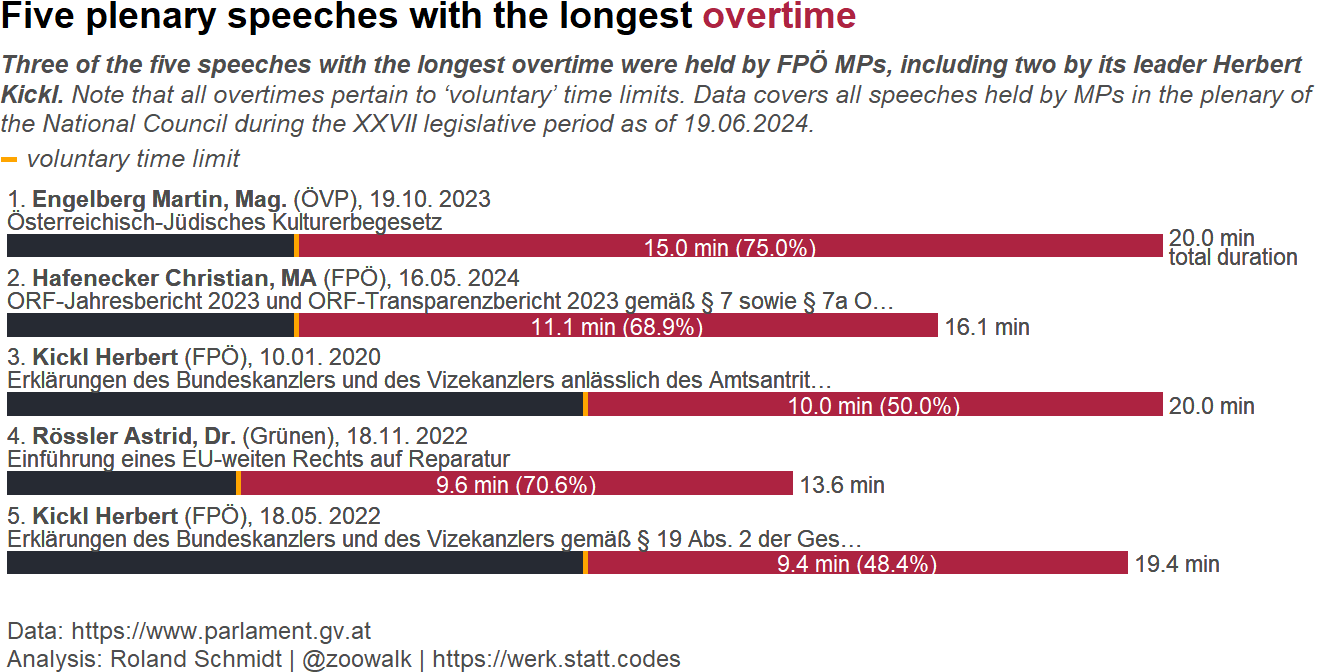 Five plenary speeches with the longest overtime
Three of the five speeches with the longest overtime were held by FPÖ MPs, including two by its leader Herbert
Kickl. Note that all overtimes pertain to ‘voluntary’ time limits. Data covers all speeches held by MPs in the plenary of
the National Council during the XXVII legislative period as of 19.06.2024.
voluntary time limit
1. Engelberg Martin, Mag. (ÖVP), 19.10. 2023
Österreichisch-Jüdisches Kulturerbegesetz
15.0 min (75.0%)
20.0 min
total duration
2. Hafenecker Christian, MA (FPÖ), 16.05. 2024
ORF-Jahresbericht 2023 und ORF-Transparenzbericht 2023 gemäß § 7 sowie § 7a O…
11.1 min (68.9%)
16.1 min
3. Kickl Herbert (FPÖ), 10.01. 2020
Erklärungen des Bundeskanzlers und des Vizekanzlers anlässlich des Amtsantrit…
10.0 min (50.0%)
20.0 min
4. Rössler Astrid, Dr. (Grünen), 18.11. 2022
Einführung eines EU-weiten Rechts auf Reparatur
9.6 min (70.6%)
13.6 min
5. Kickl Herbert (FPÖ), 18.05. 2022
Erklärungen des Bundeskanzlers und des Vizekanzlers gemäß § 19 Abs. 2 der Ges…
9.4 min (48.4%)
19.4 min
Data: https://www.parlament.gv.at
Analysis: Roland Schmidt | @zoowalk | https://werk.statt.codes